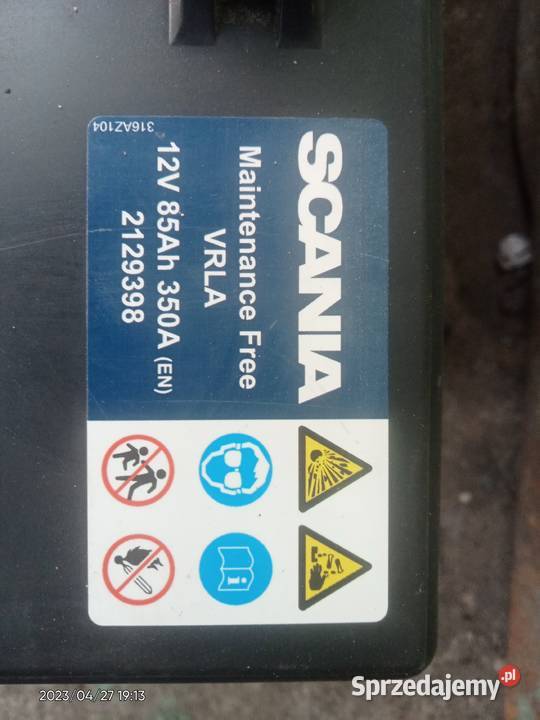 SCANIA
Maintenance Free
VRLA
12V 85Ah 350A (EN)
2129398
316AZ104
2023/04/27 19:13
Sprzedajemy.pl